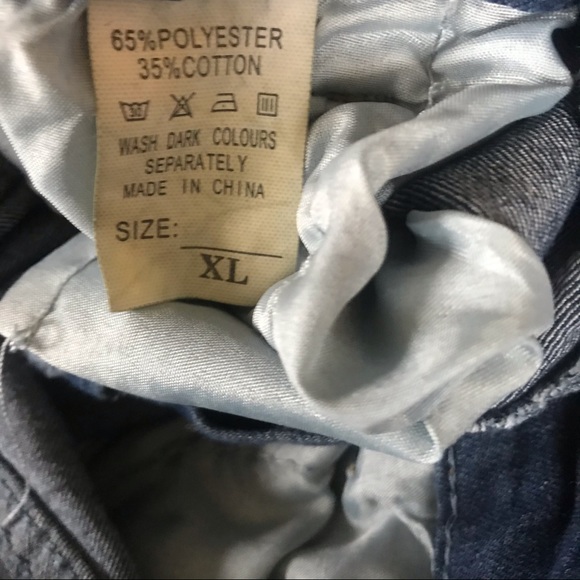 65%POLYESTER
35%COTTON
WASH DARK COLOURS
SEPARATELY
MADE IN CHINA
SIZE:
XL